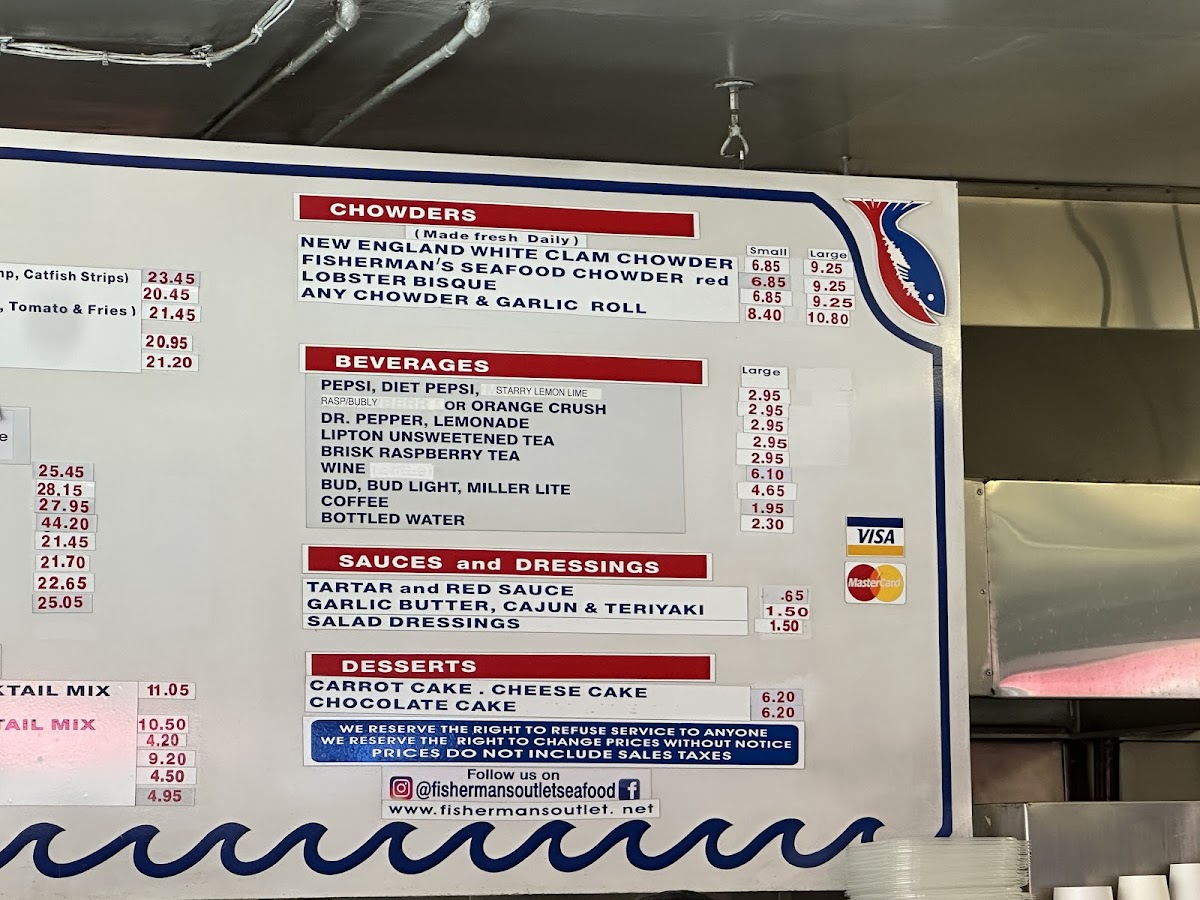 mp, Catfish Strips) 23.45
20.45
, Tomato & Fries) 21.45
20.95
21.20
e
25.45
28.15
27.95
44.20
21.45
21.70
22.65
25.05
KTAIL MIX 11.05
TAIL MIX 10.50
4.20
9.20
4.50
4.95
CHOWDERS
(Made fresh Daily)
Small Large
NEW ENGLAND WHITE CLAM CHOWDER 6.85 9.25
FISHERMAN'S SEAFOOD CHOWDER red 6.85 9.25
LOBSTER BISQUE 6.85 9.25
ANY CHOWDER & GARLIC ROLL 8.40 10.80
BEVERAGES
Large
PEPSI, DIET PEPSI, STARRY LEMON LIME 2.95
RASP/BUBLY OR ORANGE CRUSH 2.95
DR. PEPPER, LEMONADE 2.95
LIPTON UNSWEETENED TEA 2.95
BRISK RASPBERRY TEA 2.95
WINE 6.10
BUD, BUD LIGHT, MILLER LITE 4.65
COFFEE 1.95
BOTTLED WATER 2.30
VISA
MasterCard
SAUCES and DRESSINGS
TARTAR and RED SAUCE .65
GARLIC BUTTER, CAJUN & TERIYAKI 1.50
SALAD DRESSINGS 1.50
DESSERTS
CARROT CAKE . CHEESE CAKE 6.20
CHOCOLATE CAKE 6.20
WE RESERVE THE RIGHT TO REFUSE SERVICE TO ANYONE
WE RESERVE THE RIGHT TO CHANGE PRICES WITHOUT NOTICE
PRICES DO NOT INCLUDE SALES TAXES
Follow us on
@fishermansoutletseafood f
www.fishermansoutlet. net